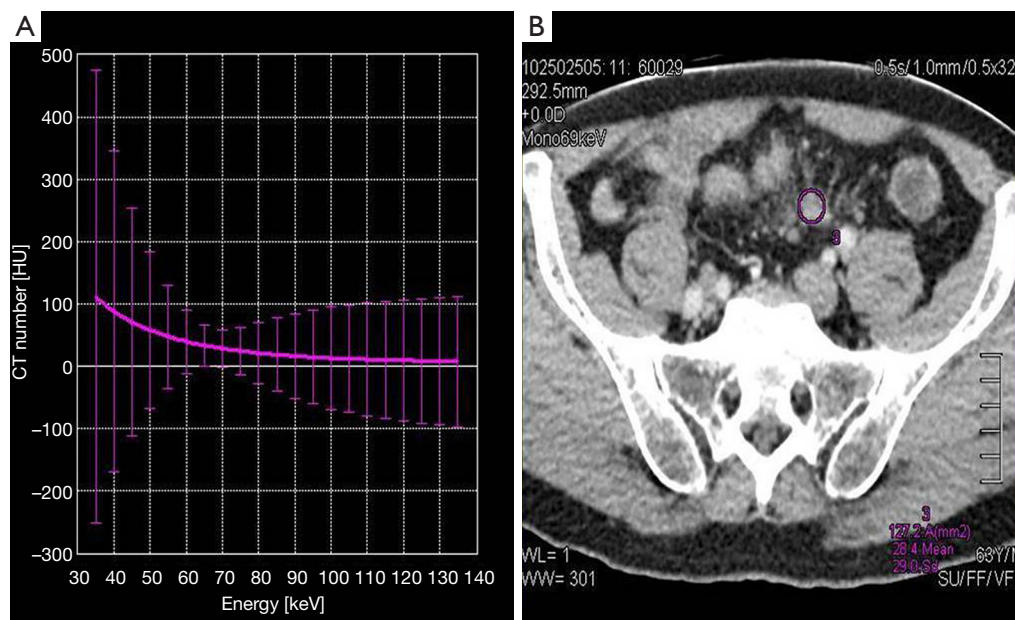 A
500
400
300
200
100
0
–100
–200
–300
CT number [HU]
30 40 50 60 70 80 90 100 110 120 130 140
Energy [keV]
B
102502505: 11: 60029
292.5mm
+0.0D
Mono69keV
0.5s/1.0mm/0.5x32
3
3
127.2 A(mm2)
28.4 Mean
29.0 Sd
WL= 1
WW= 301
63Y/
SU/FF/VF